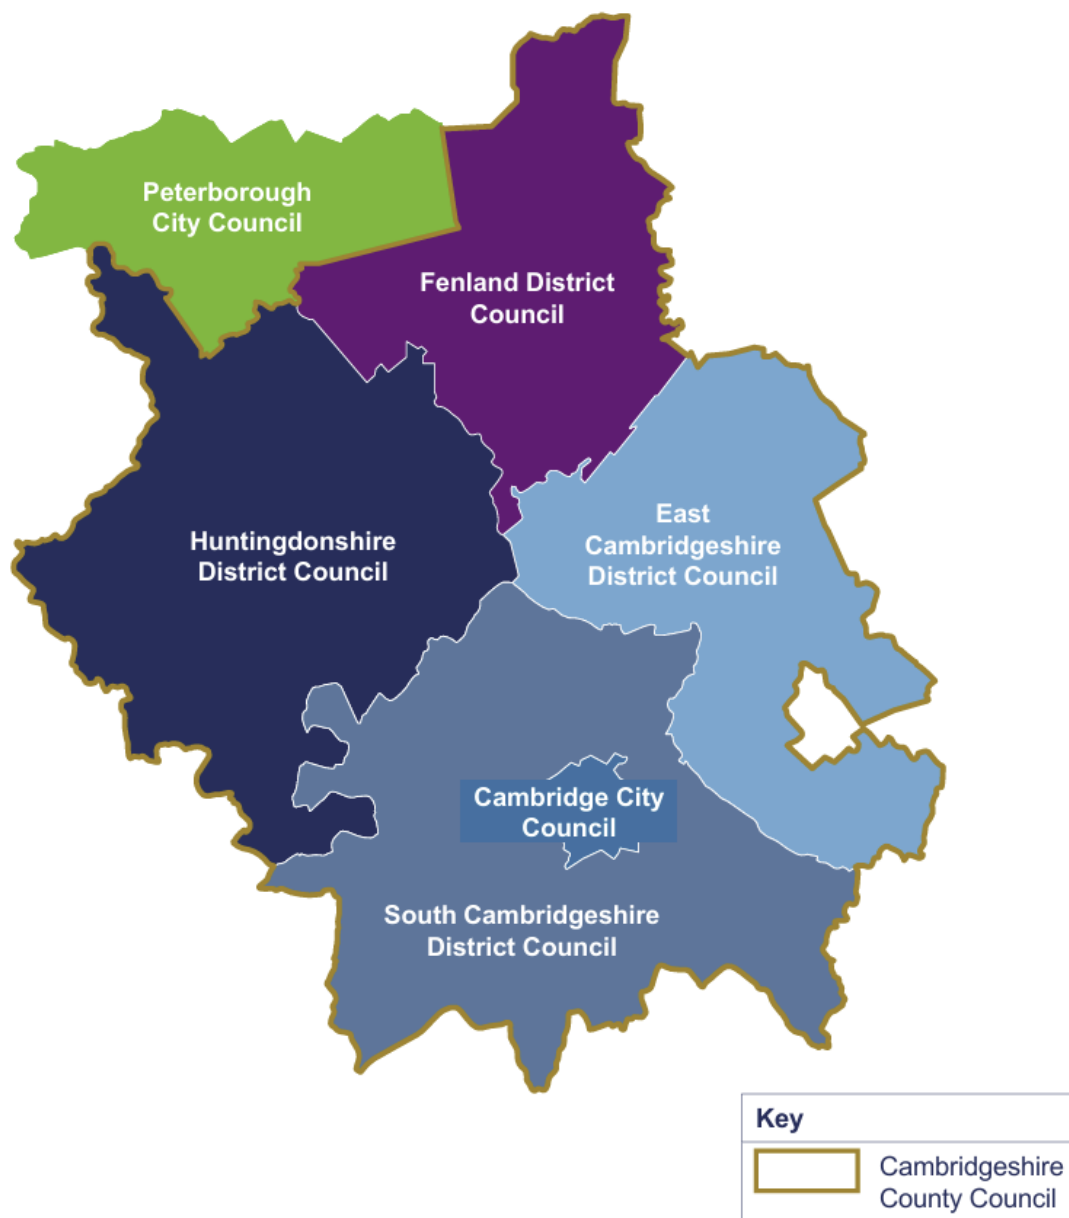 Peterborough
City Council
Fenland District
Council
Huntingdonshire
District Council
East
Cambridgeshire
District Council
Cambridge City
Council
South Cambridgeshire
District Council
Key
Cambridgeshire
County Council